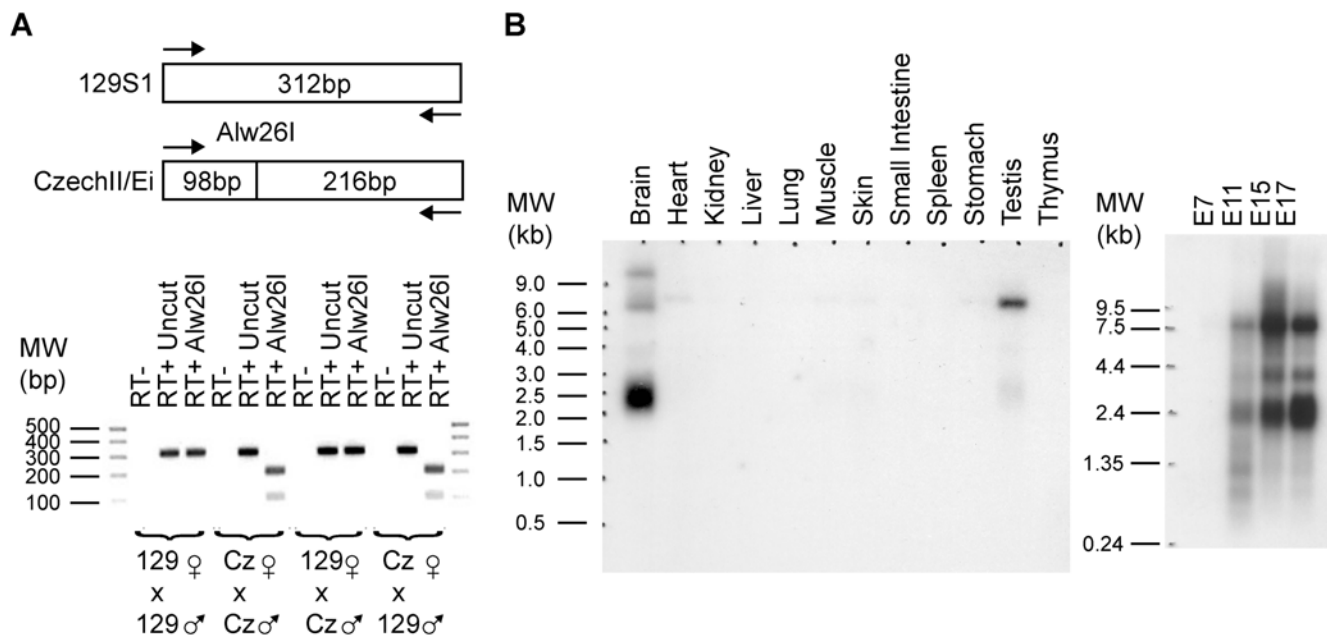 A
129S1
312bp
Alw26I
CzechII/Ei
98bp
216bp
MW
(bp)
RT-
RT+ Uncut
RT+ Alw26I
RT-
RT+ Uncut
RT+ Alw26I
RT-
RT+ Uncut
RT+ Alw26I
RT-
RT+ Uncut
RT+ Alw26I
500
400
300
200
100
129 ♀
x
129 ♂
Cz ♀
x
Cz ♂
129 ♀
x
Cz ♂
Cz ♀
x
129 ♂
B
MW
(kb)
Brain
Heart
Kidney
Liver
Lung
Muscle
Skin
Small Intestine
Spleen
Stomach
Testis
Thymus
9.0
6.0
5.0
4.0
3.0
2.5
2.0
1.5
1.0
0.5
MW
(kb)
E7
E11
E15
E17
9.5
7.5
4.4
2.4
1.35
0.24